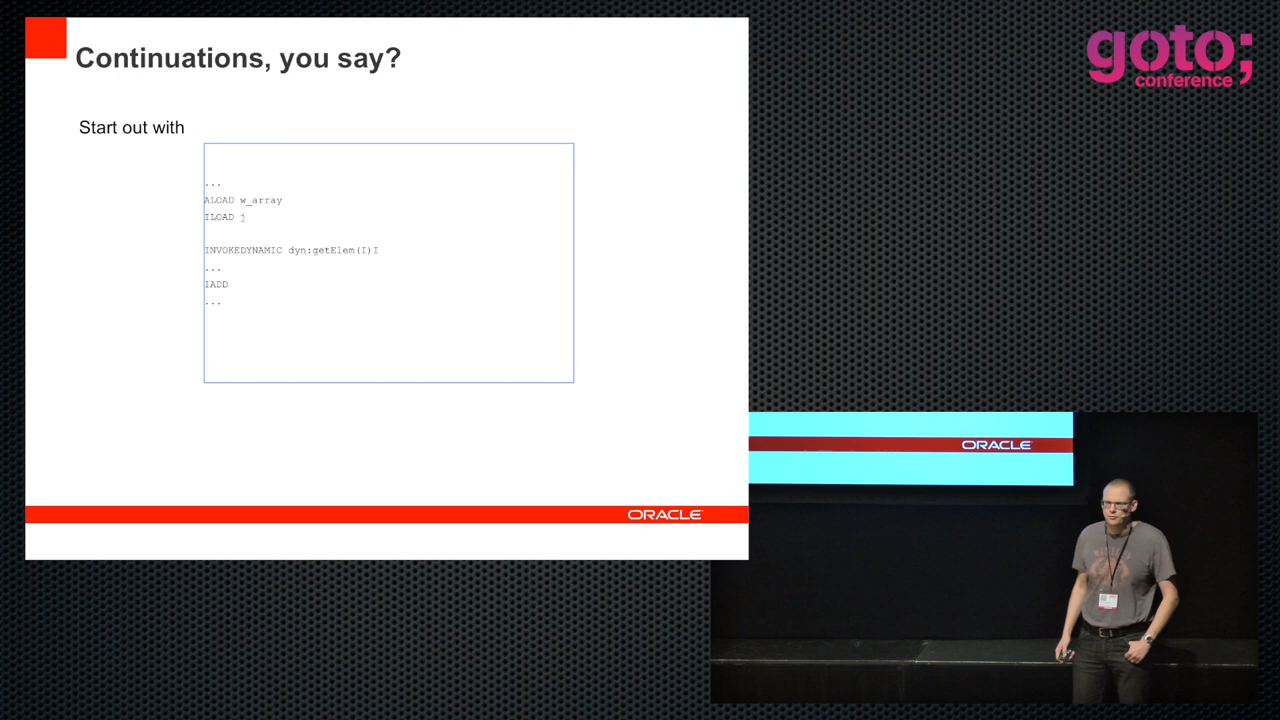 Continuations, you say?
Start out with
...
ALOAD w_array
ILOAD j
INVOKEDYNAMIC dyn:getElem(I)I
...
IADD
...
ORACLE
goto;
conference
ORACLE